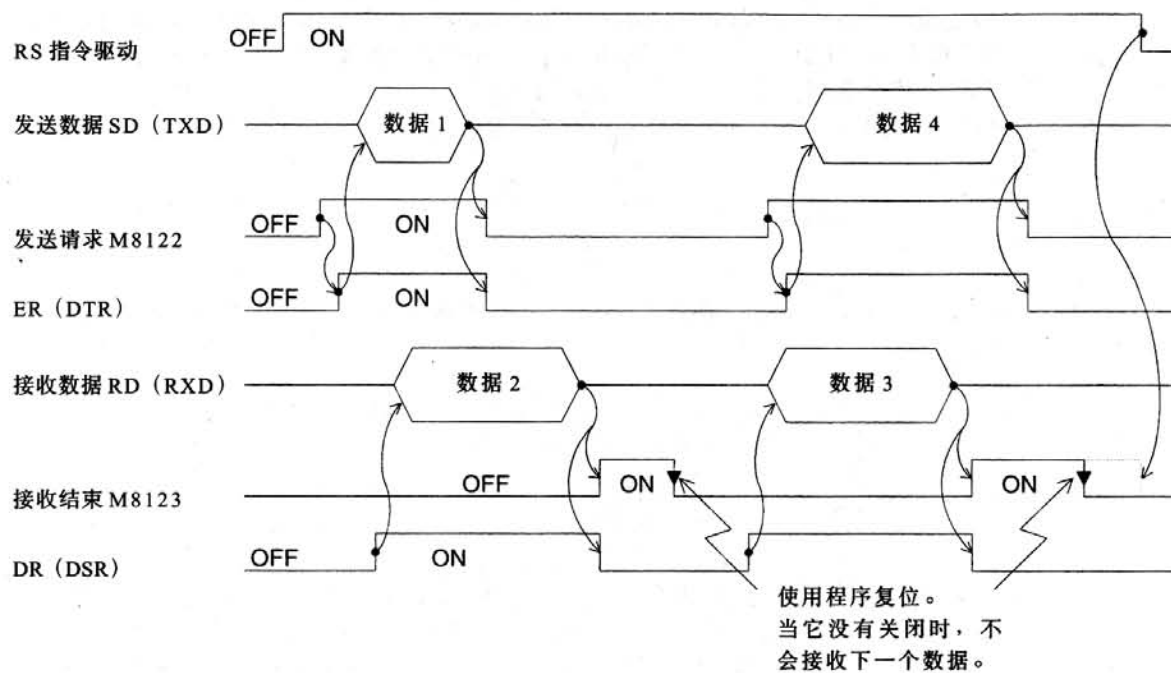 RS 指令驱动
OFF ON
发送数据 SD（TXD）
数据 1
数据 4
发送请求 M8122
OFF ON
ER（DTR）
OFF ON
接收数据 RD（RXD）
数据 2
数据 3
接收结束 M8123
OFF ON ON
DR（DSR）
OFF ON
使用程序复位。
当它没有关闭时，不
会接收下一个数据。